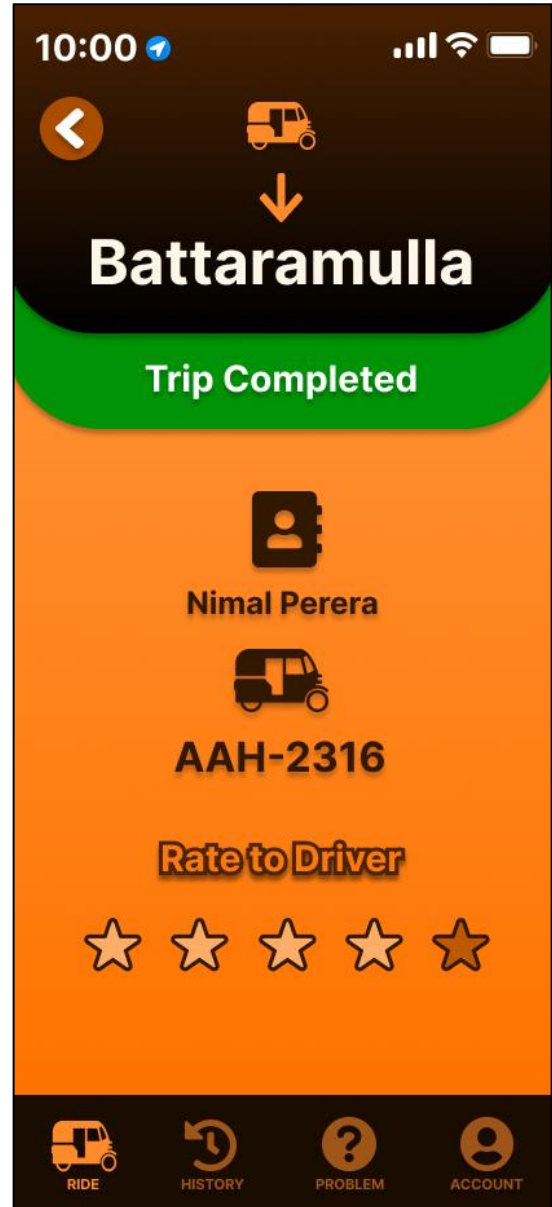 10:00
Battaramulla
Trip Completed
Nimal Perera
AAH-2316
Rate to Driver
RIDE
HISTORY
PROBLEM
ACCOUNT